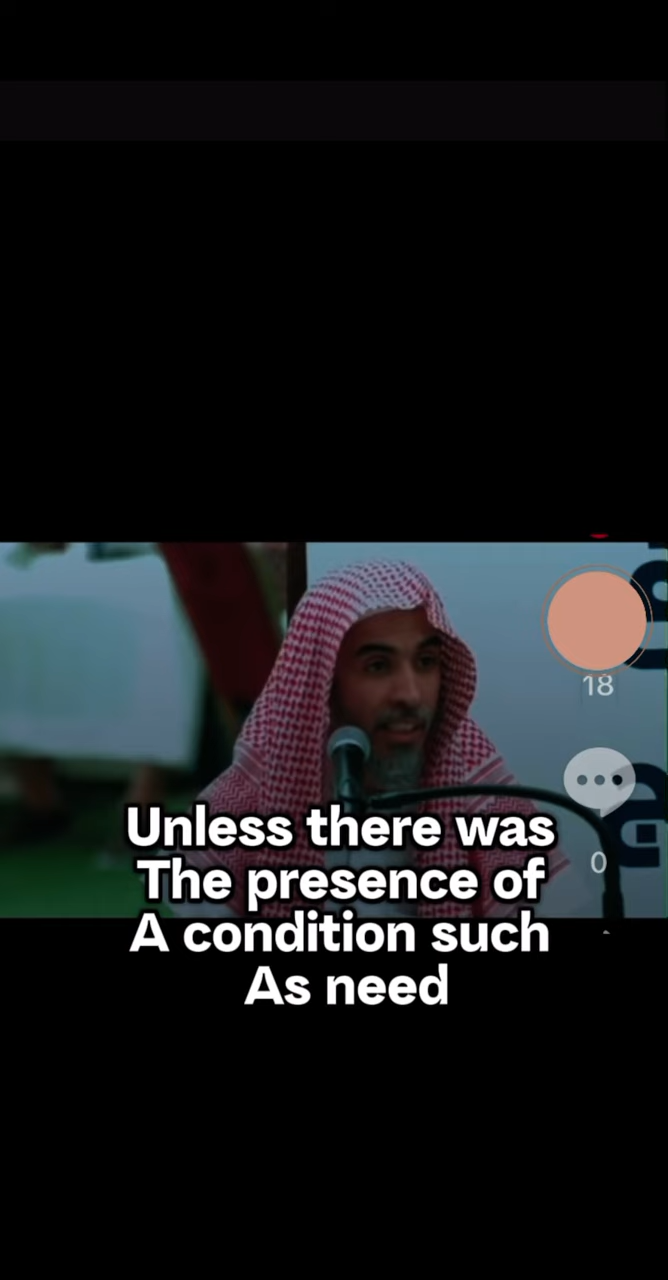 18
Unless there was
The presence of
0
A condition such
As need